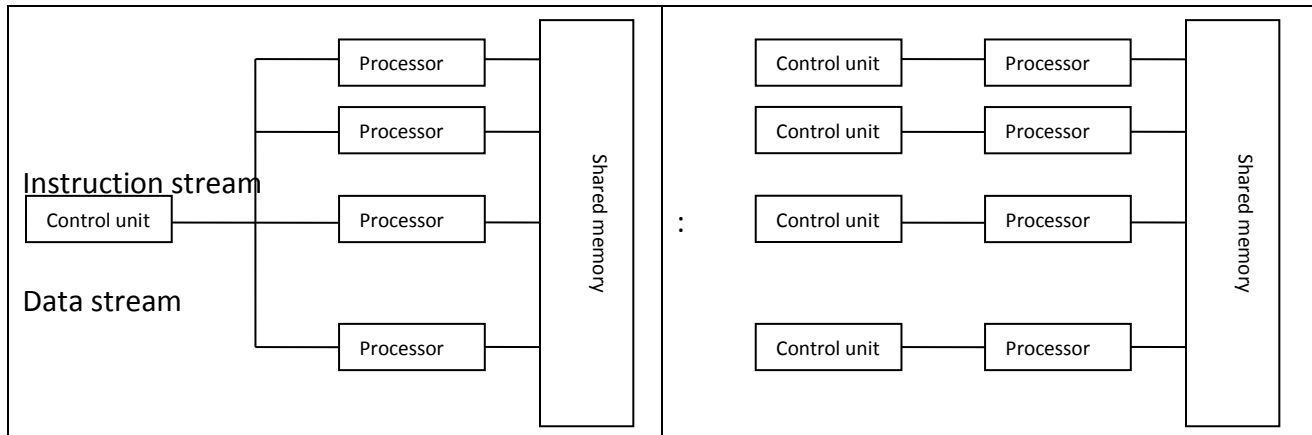 Processor
Processor
Instruction stream
Control unit
Processor
Data stream
Processor
Shared memory
:
Control unit
Processor
Control unit
Processor
Control unit
Processor
Control unit
Processor
Shared memory